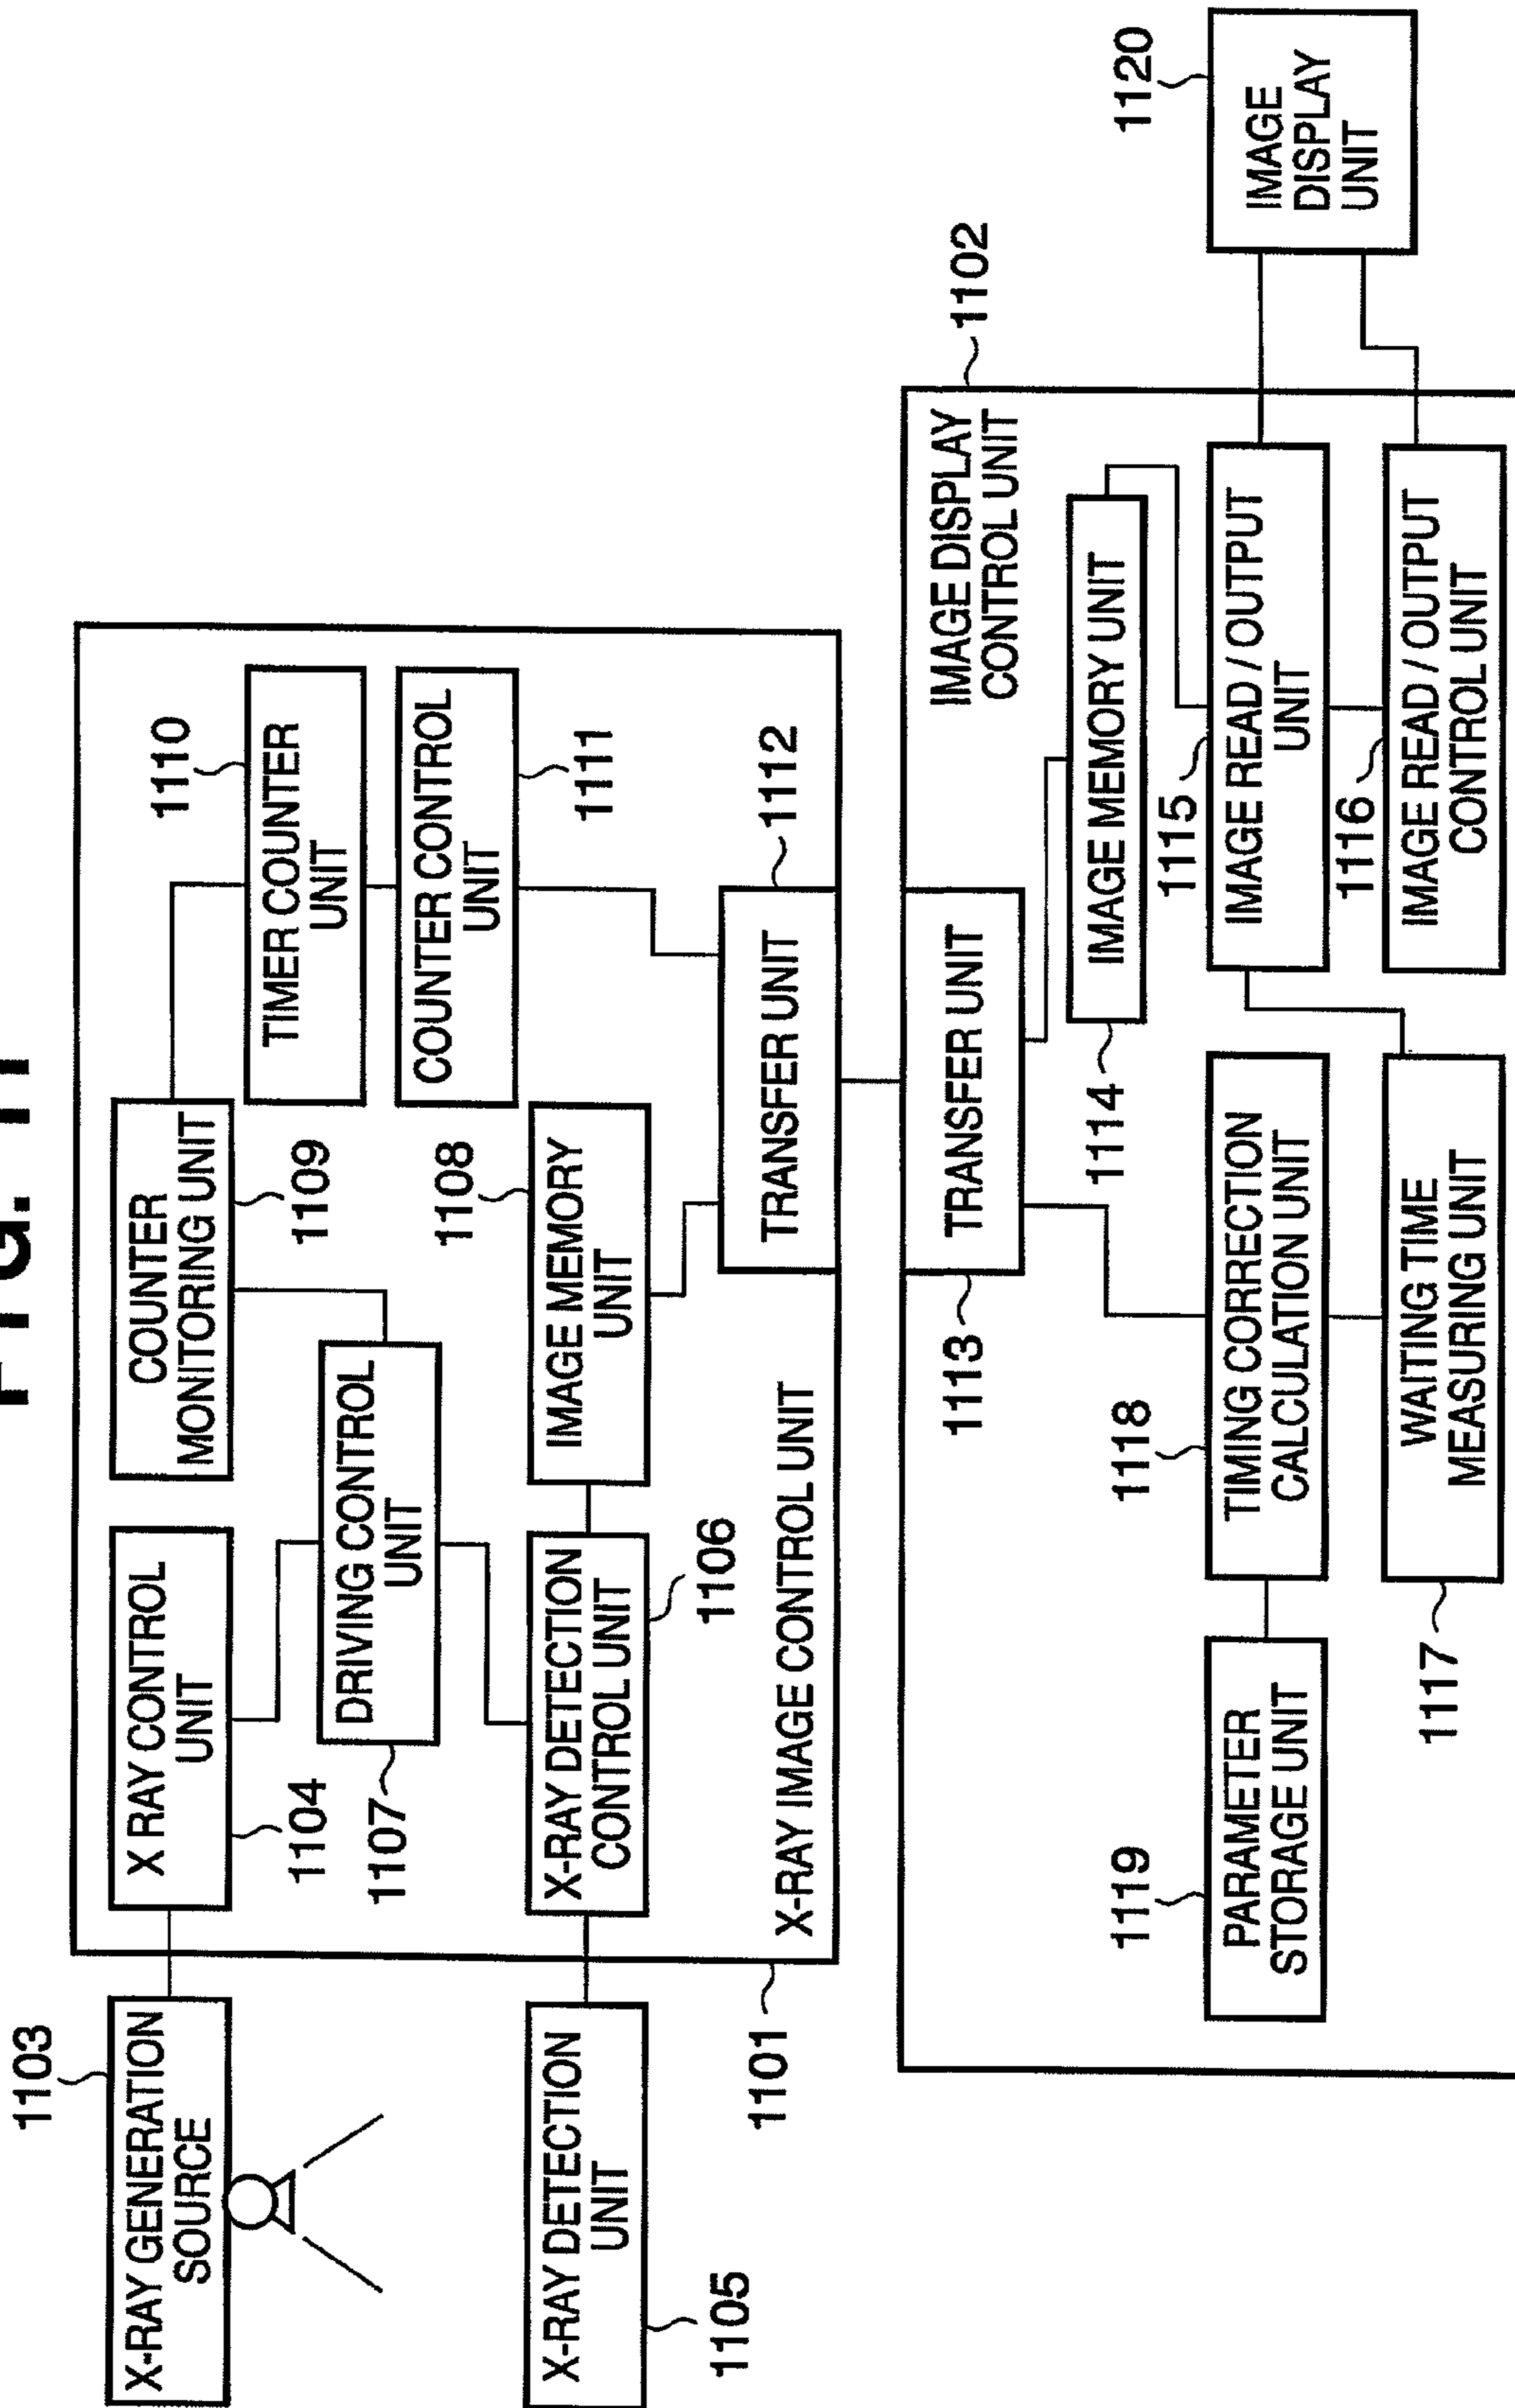 FIG. 11
1103
X-RAY GENERATION
SOURCE
1105
X-RAY DETECTION
UNIT
1101
X-RAY IMAGE CONTROL UNIT
X RAY CONTROL
UNIT
1104
DRIVING CONTROL
UNIT
1107
X-RAY DETECTION
CONTROL UNIT
1106
COUNTER
MONITORING UNIT
1109
1108
IMAGE MEMORY
UNIT
1110
TIMER COUNTER
UNIT
COUNTER CONTROL
UNIT
1111
1112
TRANSFER UNIT
1102
IMAGE DISPLAY
CONTROL UNIT
TRANSFER UNIT
1113
IMAGE MEMORY UNIT
1114
1119
PARAMETER
STORAGE UNIT
1118
TIMING CORRECTION
CALCULATION UNIT
WAITING TIME
MEASURING UNIT
1117
1115
IMAGE READ / OUTPUT
UNIT
1116
IMAGE READ / OUTPUT
CONTROL UNIT
1120
IMAGE
DISPLAY
UNIT